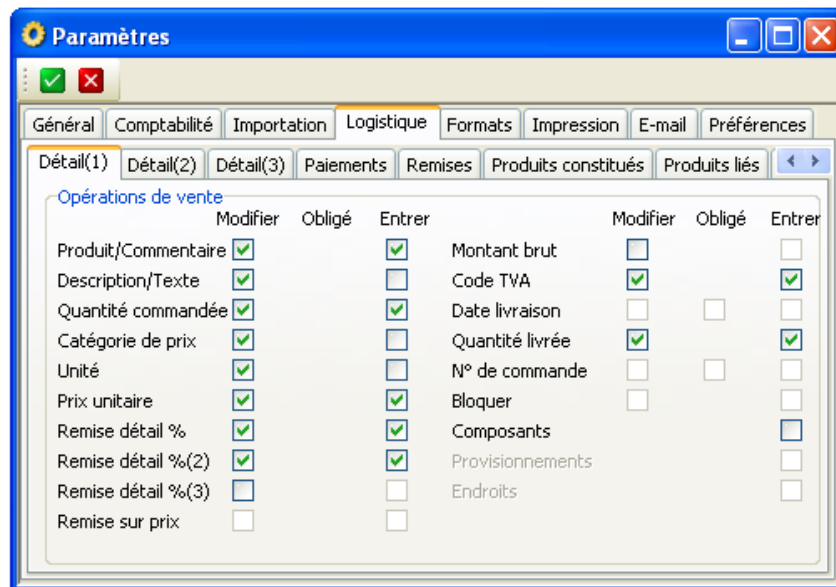 Paramètres
Général Comptabilité Importation Logistique Formats Impression E-mail Préférences
Détail(1) Détail(2) Détail(3) Paiements Remises Produits constitués Produits liés
Opérations de vente
Modifier Obligé Entrer Modifier Obligé Entrer
Produit/Commentaire Montant brut
Description/Texte Code TVA
Quantité commandée Date livraison
Catégorie de prix Quantité livrée
Unité N° de commande
Prix unitaire Bloquer
Remise détail % Composants
Remise détail %(2) Provisionnements
Remise détail %(3) Endroits
Remise sur prix